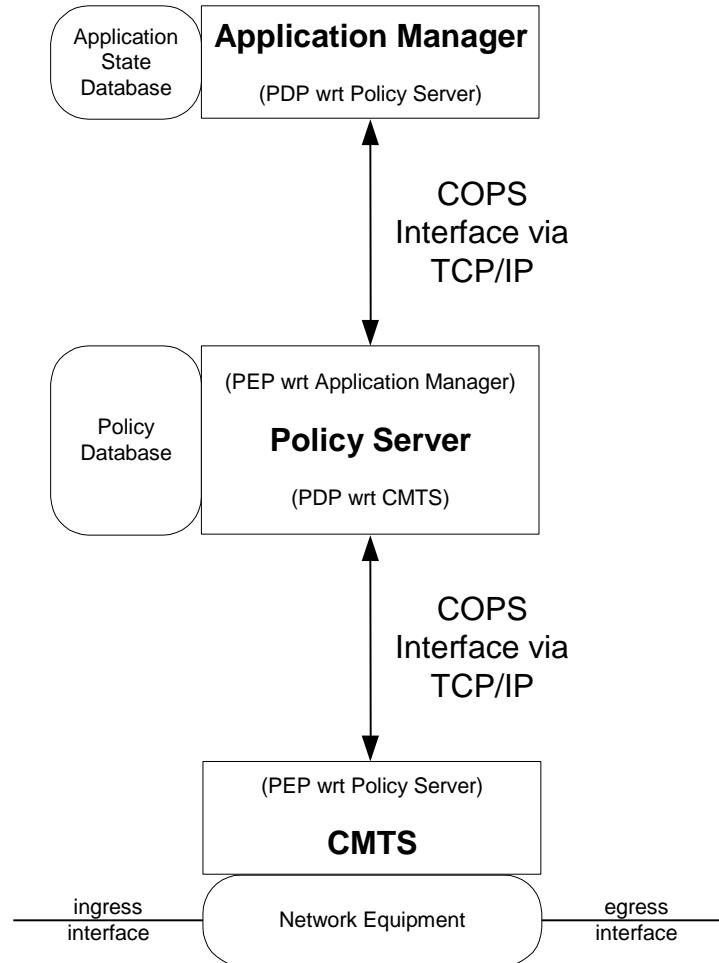 Application
State
Database
Application Manager
(PDP wrt Policy Server)
COPS
Interface via
TCP/IP
Policy
Database
(PEP wrt Application Manager)
Policy Server
(PDP wrt CMTS)
COPS
Interface via
TCP/IP
(PEP wrt Policy Server)
CMTS
ingress
interface
Network Equipment
egress
interface